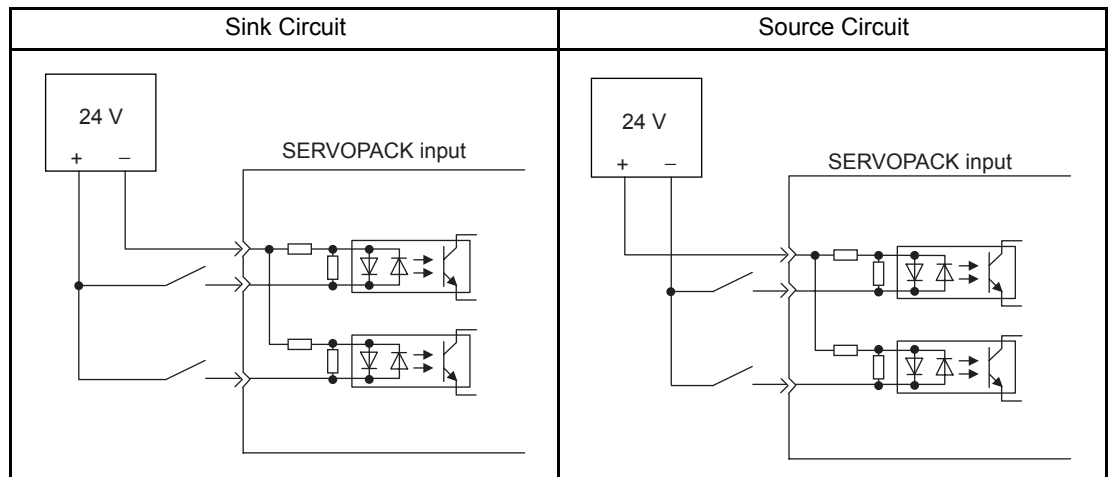 Sink Circuit
Source Circuit
24 V
+ −
SERVOPACK input
24 V
+ −
SERVOPACK input